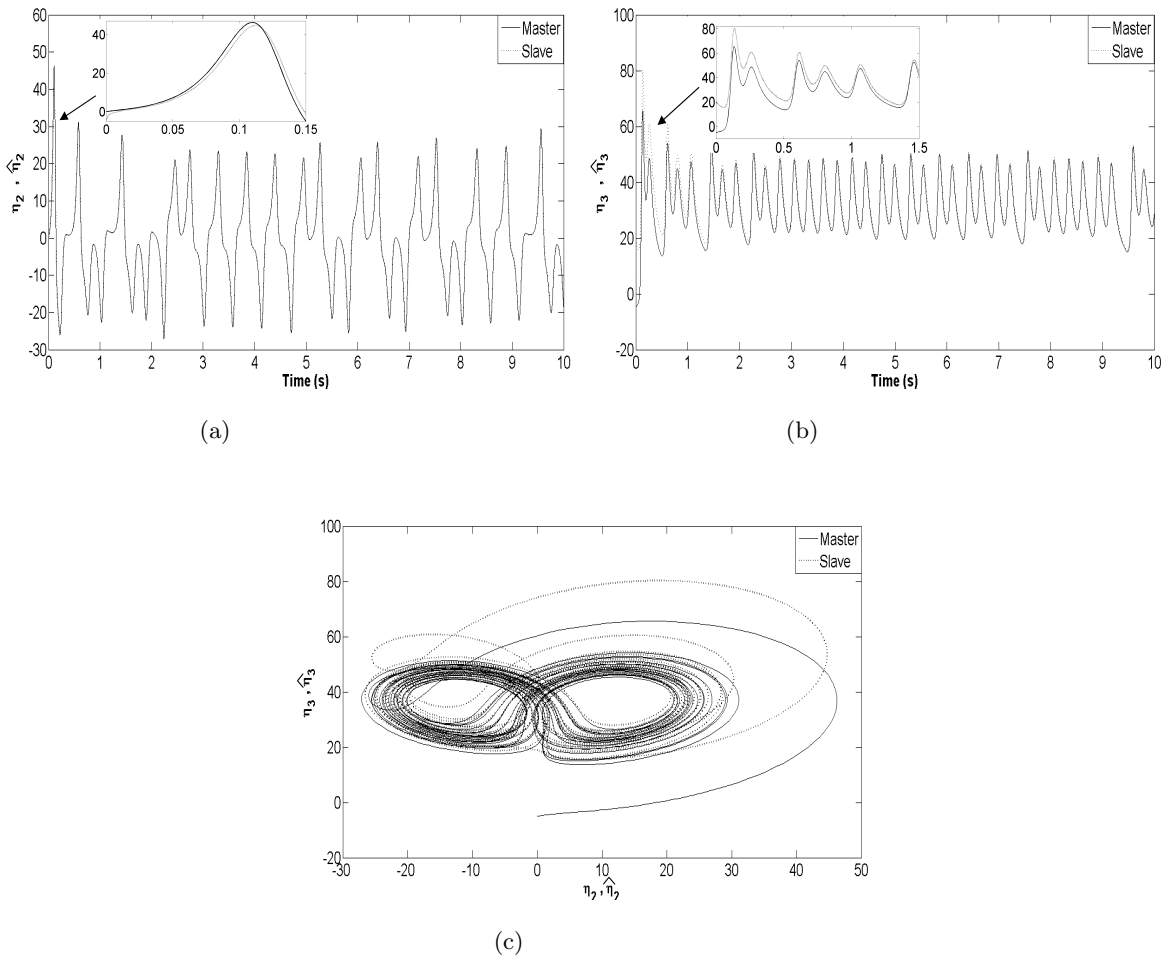 60
50
40
30
20
10
0
-10
-20
-30
η₂ , η̂₂
40
20
0
0 0.05 0.1 0.15
Master
Slave
0 1 2 3 4 5 6 7 8 9 10
Time (s)
(a)
100
80
60
40
20
0
-20
η₃ , η̂₃
80
60
40
20
0
0 0.5 1 1.5
Master
Slave
0 1 2 3 4 5 6 7 8 9 10
Time (s)
(b)
100
80
60
40
20
0
-20
η₃ , η̂₃
Master
Slave
-30 -20 -10 0 10 20 30 40 50
η₂ , η̂₂
(c)